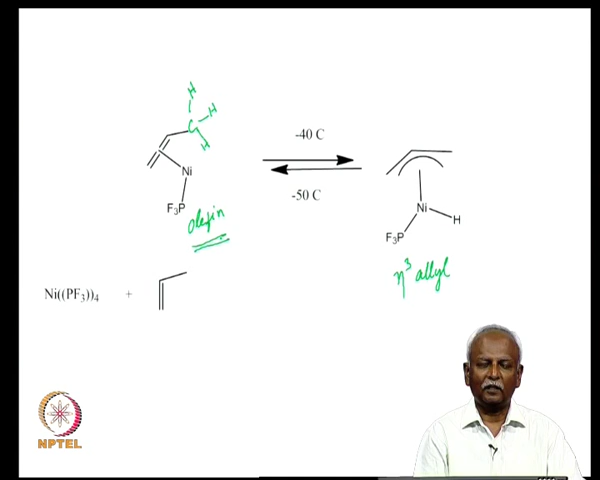 H
C H
H
-40 C
Ni
-50 C
F3P
olefin
Ni
H
F3P
η3 allyl
Ni((PF3))4 +
NPTEL